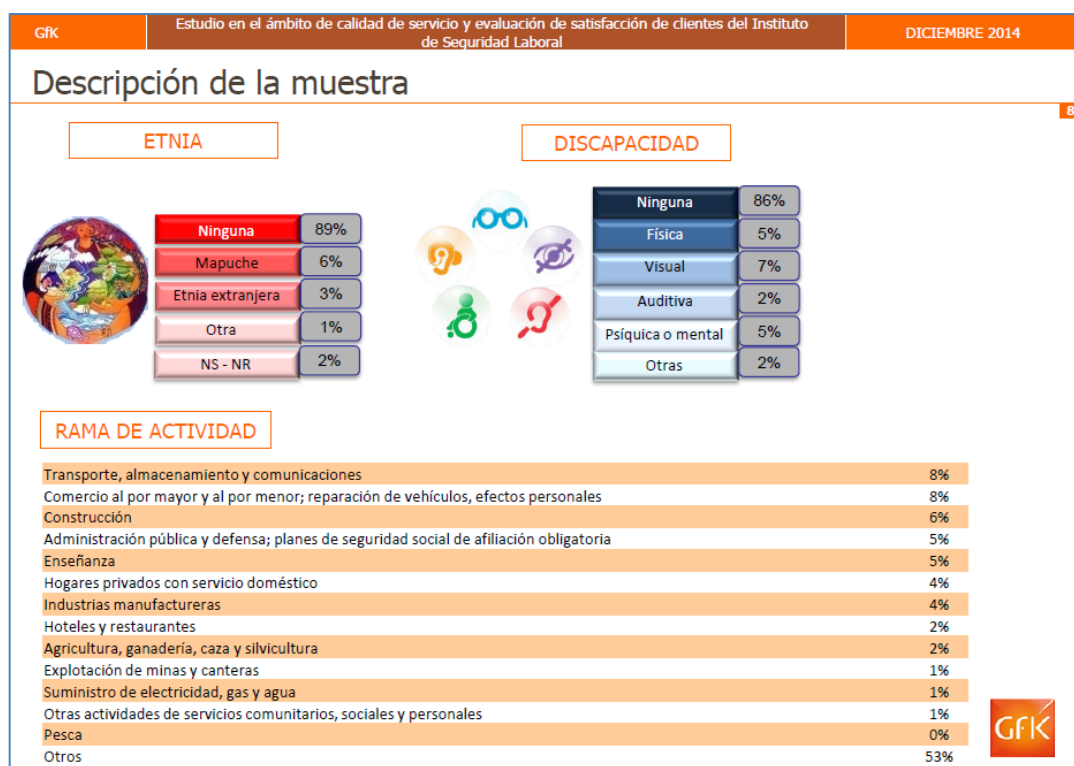 GfK
Estudio en el ámbito de calidad de servicio y evaluación de satisfacción de clientes del Instituto
de Seguridad Laboral
DICIEMBRE 2014
Descripción de la muestra
8
ETNIA
Ninguna 89%
Mapuche 6%
Etnia extranjera 3%
Otra 1%
NS - NR 2%
DISCAPACIDAD
Ninguna 86%
Física 5%
Visual 7%
Auditiva 2%
Psíquica o mental 5%
Otras 2%
RAMA DE ACTIVIDAD
Transporte, almacenamiento y comunicaciones 8%
Comercio al por mayor y al por menor; reparación de vehículos, efectos personales 8%
Construcción 6%
Administración pública y defensa; planes de seguridad social de afiliación obligatoria 5%
Enseñanza 5%
Hogares privados con servicio doméstico 4%
Industrias manufactureras 4%
Hoteles y restaurantes 2%
Agricultura, ganadería, caza y silvicultura 2%
Explotación de minas y canteras 1%
Suministro de electricidad, gas y agua 1%
Otras actividades de servicios comunitarios, sociales y personales 1%
Pesca 0%
Otros 53%
GfK